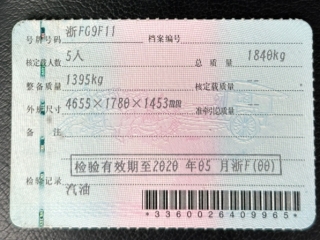 号牌号码 浙FG9F11 档案编号
核定载人数 5人 总质量 1840kg
整备质量 1395kg 核定载质量 --
外廓尺寸 4655×1780×1453mm 准牵引总质量 --
备注
检验有效期至2020 年05 月浙F(00)
检验记录
汽油
*3360026409965*